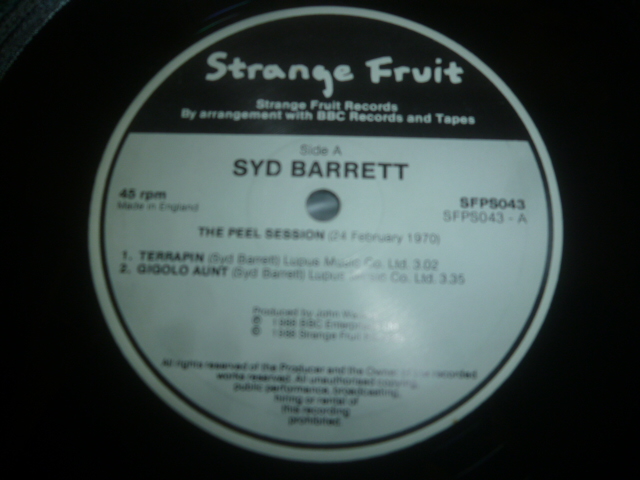 Strange Fruit
Strange Fruit Records
By arrangement with BBC Records and Tapes
Side A
SYD BARRETT
45 rpm
Made in England
SFPS043
SFPS043 - A
THE PEEL SESSION (24 February 1970)
1. TERRAPIN (Syd Barrett) Lupus Music Co. Ltd. 3.02
2. GIGOLO AUNT (Syd Barrett) Lupus Music Co. Ltd. 3.35
Produced by John
℗ 1988 BBC
© 1988 Strange Fruit
All rights reserved of the Producer and the Owner of the recorded
works reserved. All unauthorised copying,
public performance, broadcasting,
hiring or rental of
this recording
prohibited.